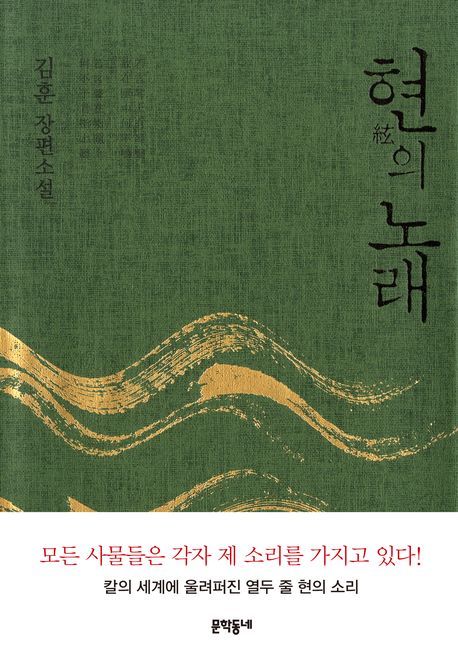 현의 노래
絃
김훈 장편소설
모든 사물들은 각자 제 소리를 가지고 있다!
칼의 세계에 울려퍼진 열두 줄 현의 소리
문학동네